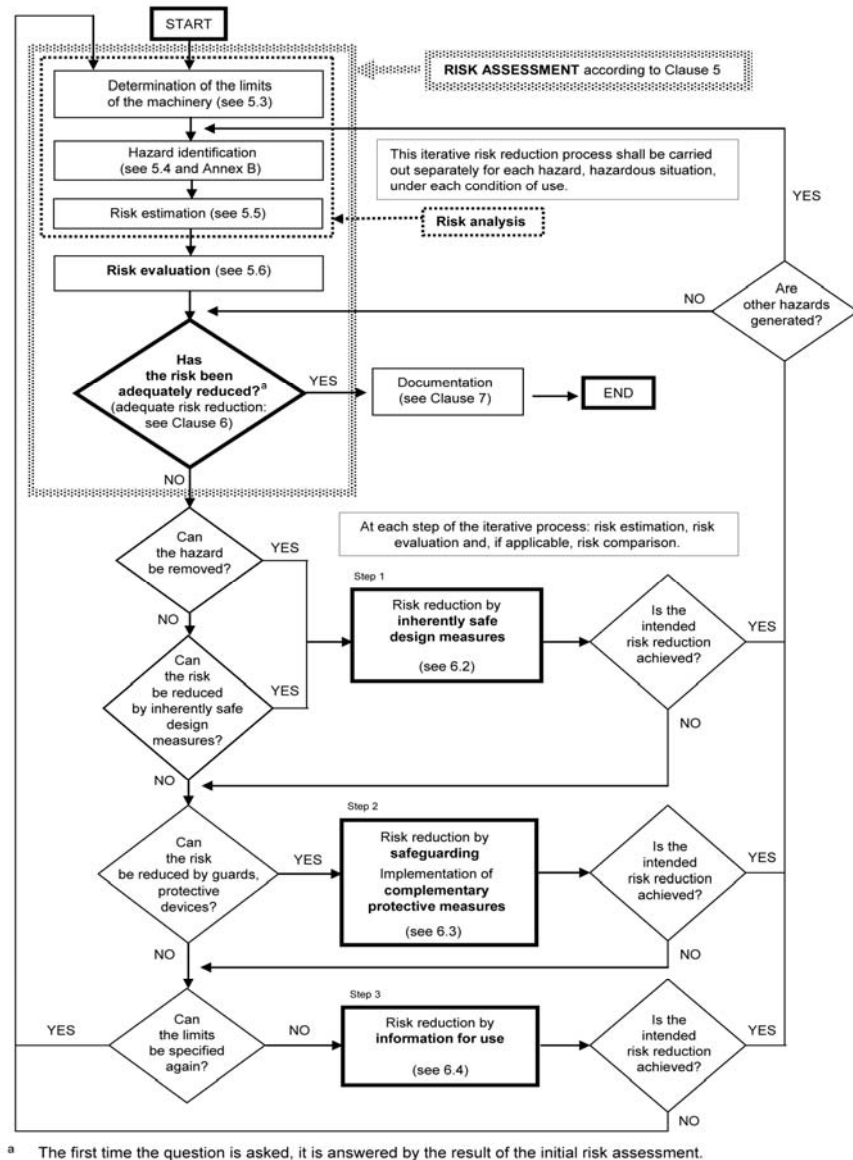 START
RISK ASSESSMENT according to Clause 5
Determination of the limits
of the machinery (see 5.3)
Hazard identification
(see 5.4 and Annex B)
This iterative risk reduction process shall be carried
out separately for each hazard, hazardous situation,
under each condition of use.
YES
Risk estimation (see 5.5)
Risk analysis
Risk evaluation (see 5.6)
NO
Are
other hazards
generated?
Has
the risk been
adequately reduced?a
(adequate risk reduction:
see Clause 6)
YES
Documentation
(see Clause 7)
END
NO
Can
the hazard
be removed?
YES
At each step of the iterative process: risk estimation, risk
evaluation and, if applicable, risk comparison.
NO
Step 1
Risk reduction by
inherently safe
design measures
(see 6.2)
Is the
intended
risk reduction
achieved?
YES
Can
the risk
be reduced
by inherently safe
design
measures?
YES
NO
NO
Step 2
Can
the risk
be reduced by guards,
protective
devices?
YES
Risk reduction by
safeguarding
Implementation of
complementary
protective measures
(see 6.3)
Is the
intended
risk reduction
achieved?
YES
NO
NO
Step 3
YES
Can
the limits
be specified
again?
NO
Risk reduction by
information for use
(see 6.4)
Is the
intended
risk reduction
achieved?
YES
NO
a The first time the question is asked, it is answered by the result of the initial risk assessment.